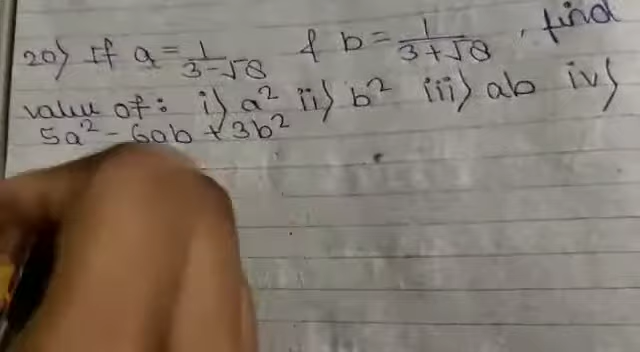 20) If a = 1/(3-√8) & b = 1/(3+√8), find
value of: i) a² ii) b² iii) ab iv)
5a² - 6ab + 3b²